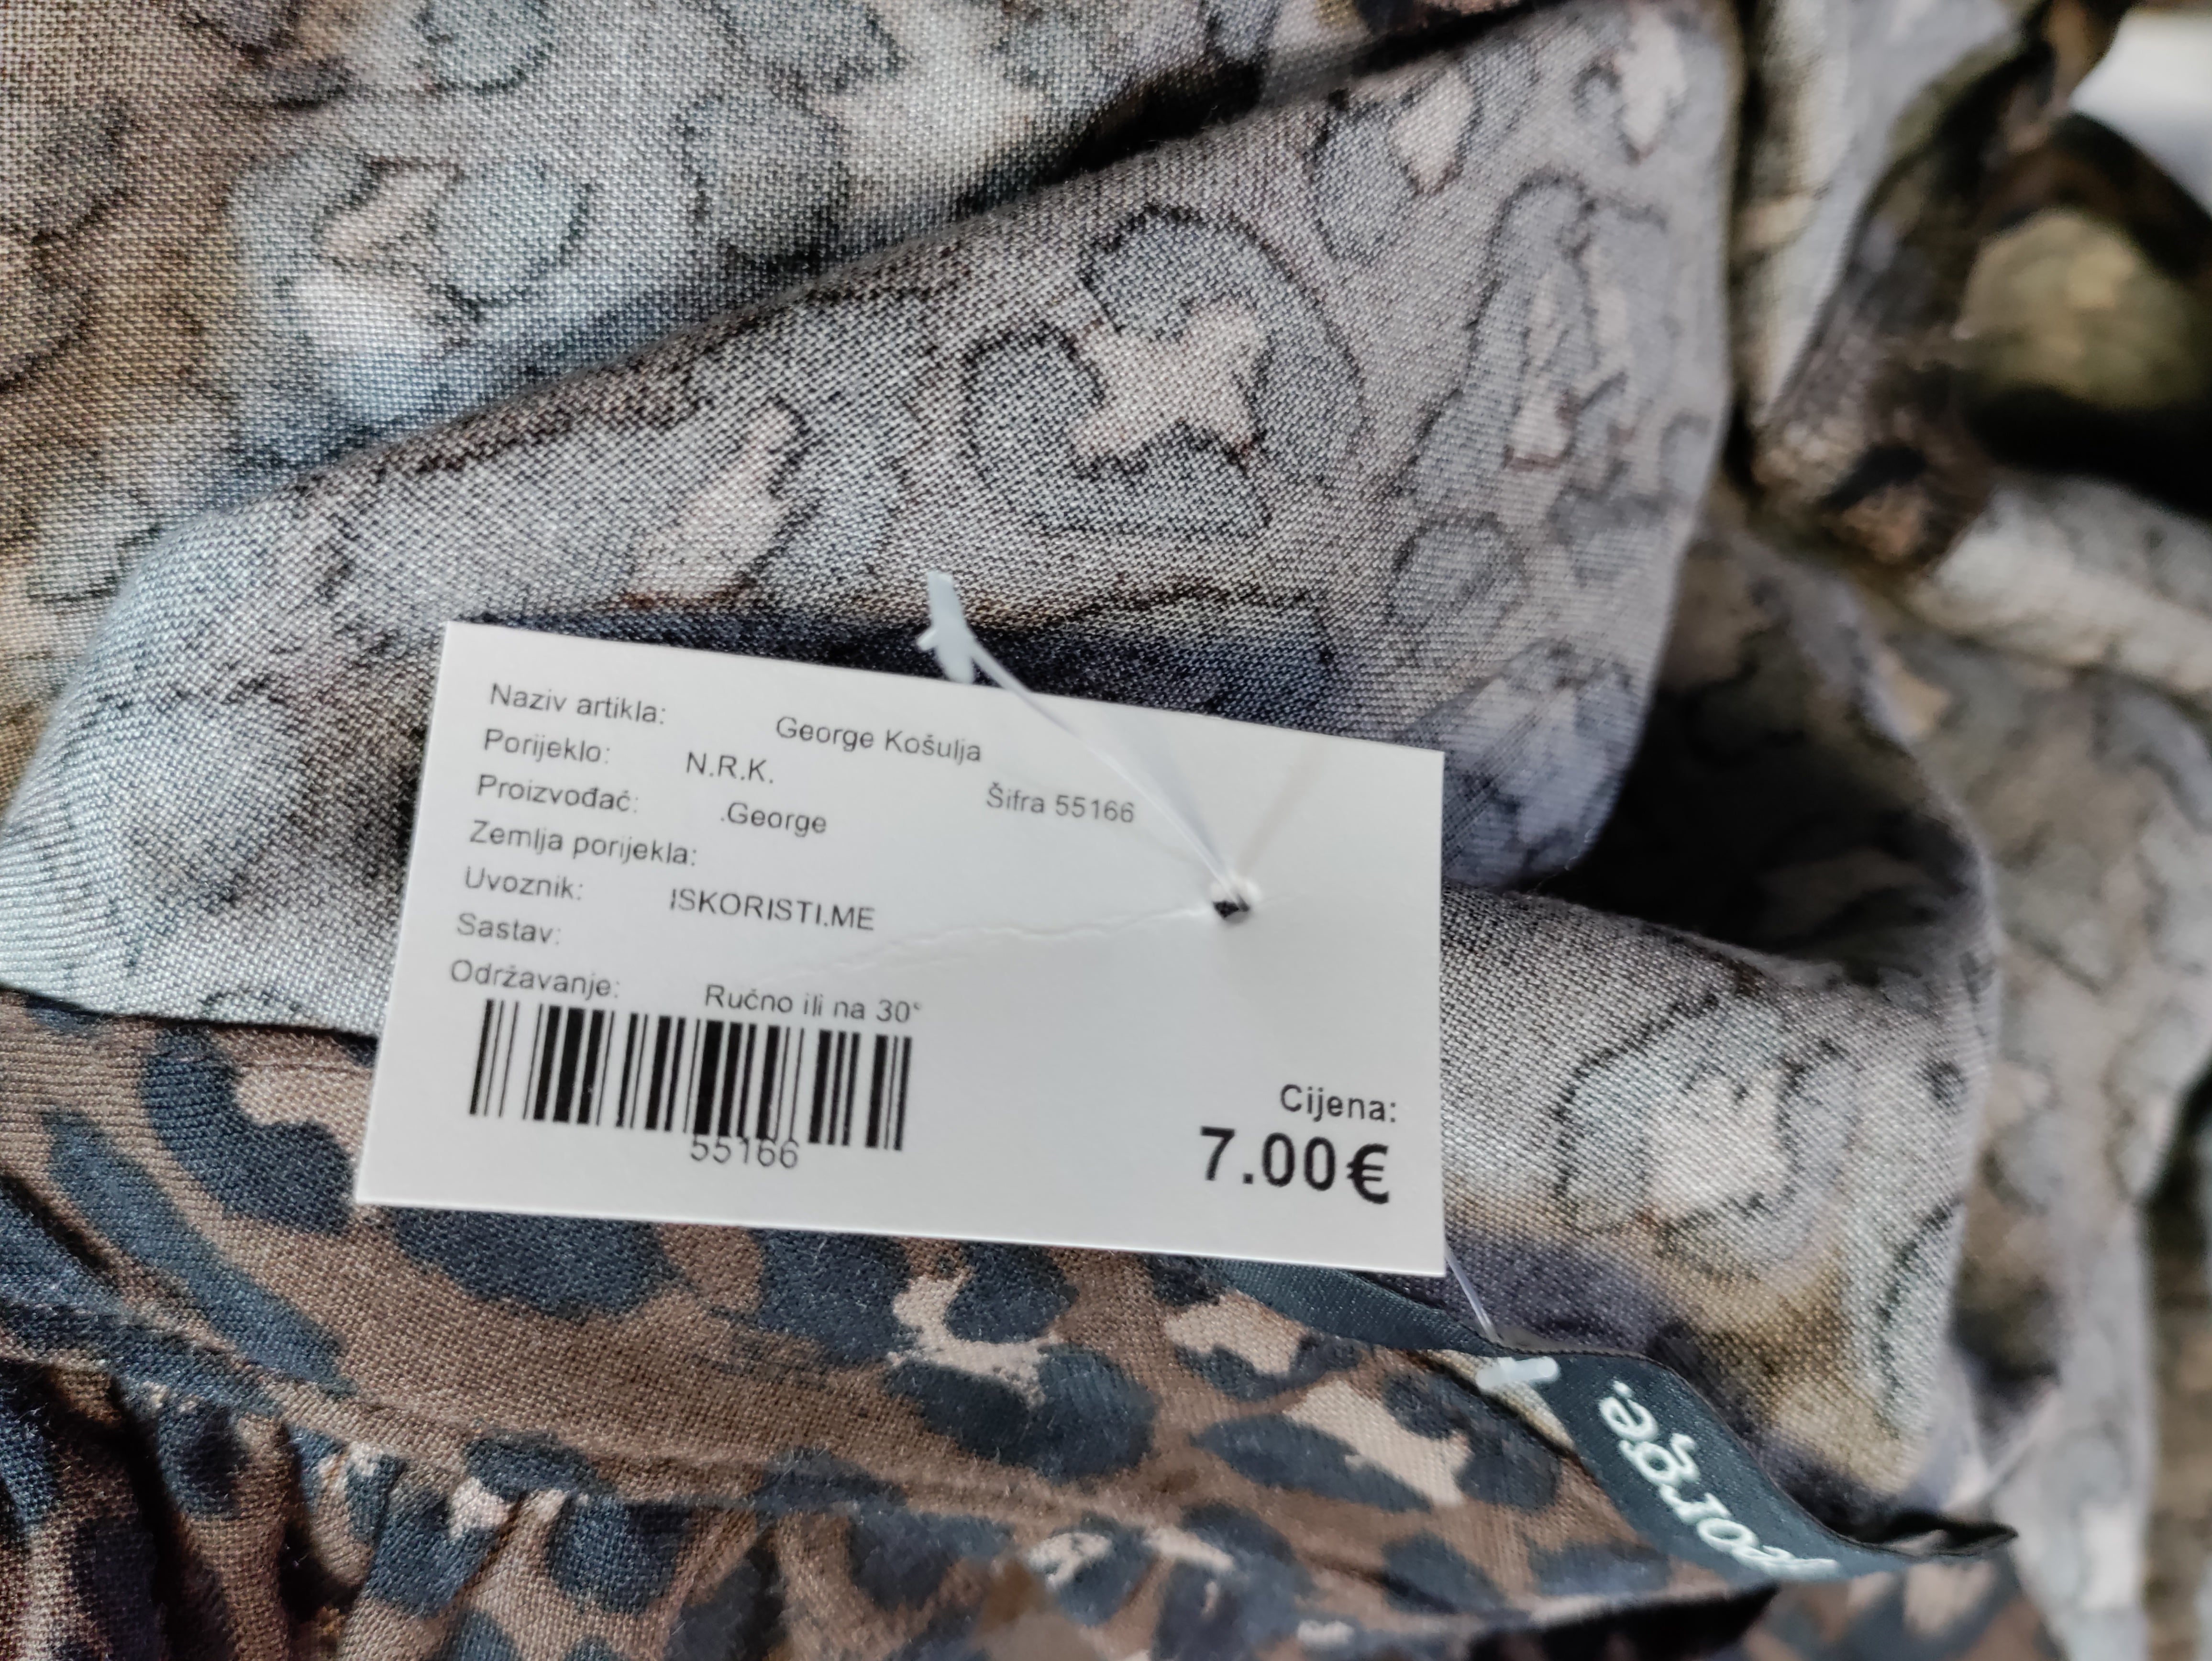 Naziv artikla: George Košulja
Porijeklo: N.R.K. Šifra 55166
Proizvođač: .George
Zemlja porijekla:
Uvoznik: ISKORISTI.ME
Sastav:
Održavanje: Ručno ili na 30°
55166
Cijena:
7.00€